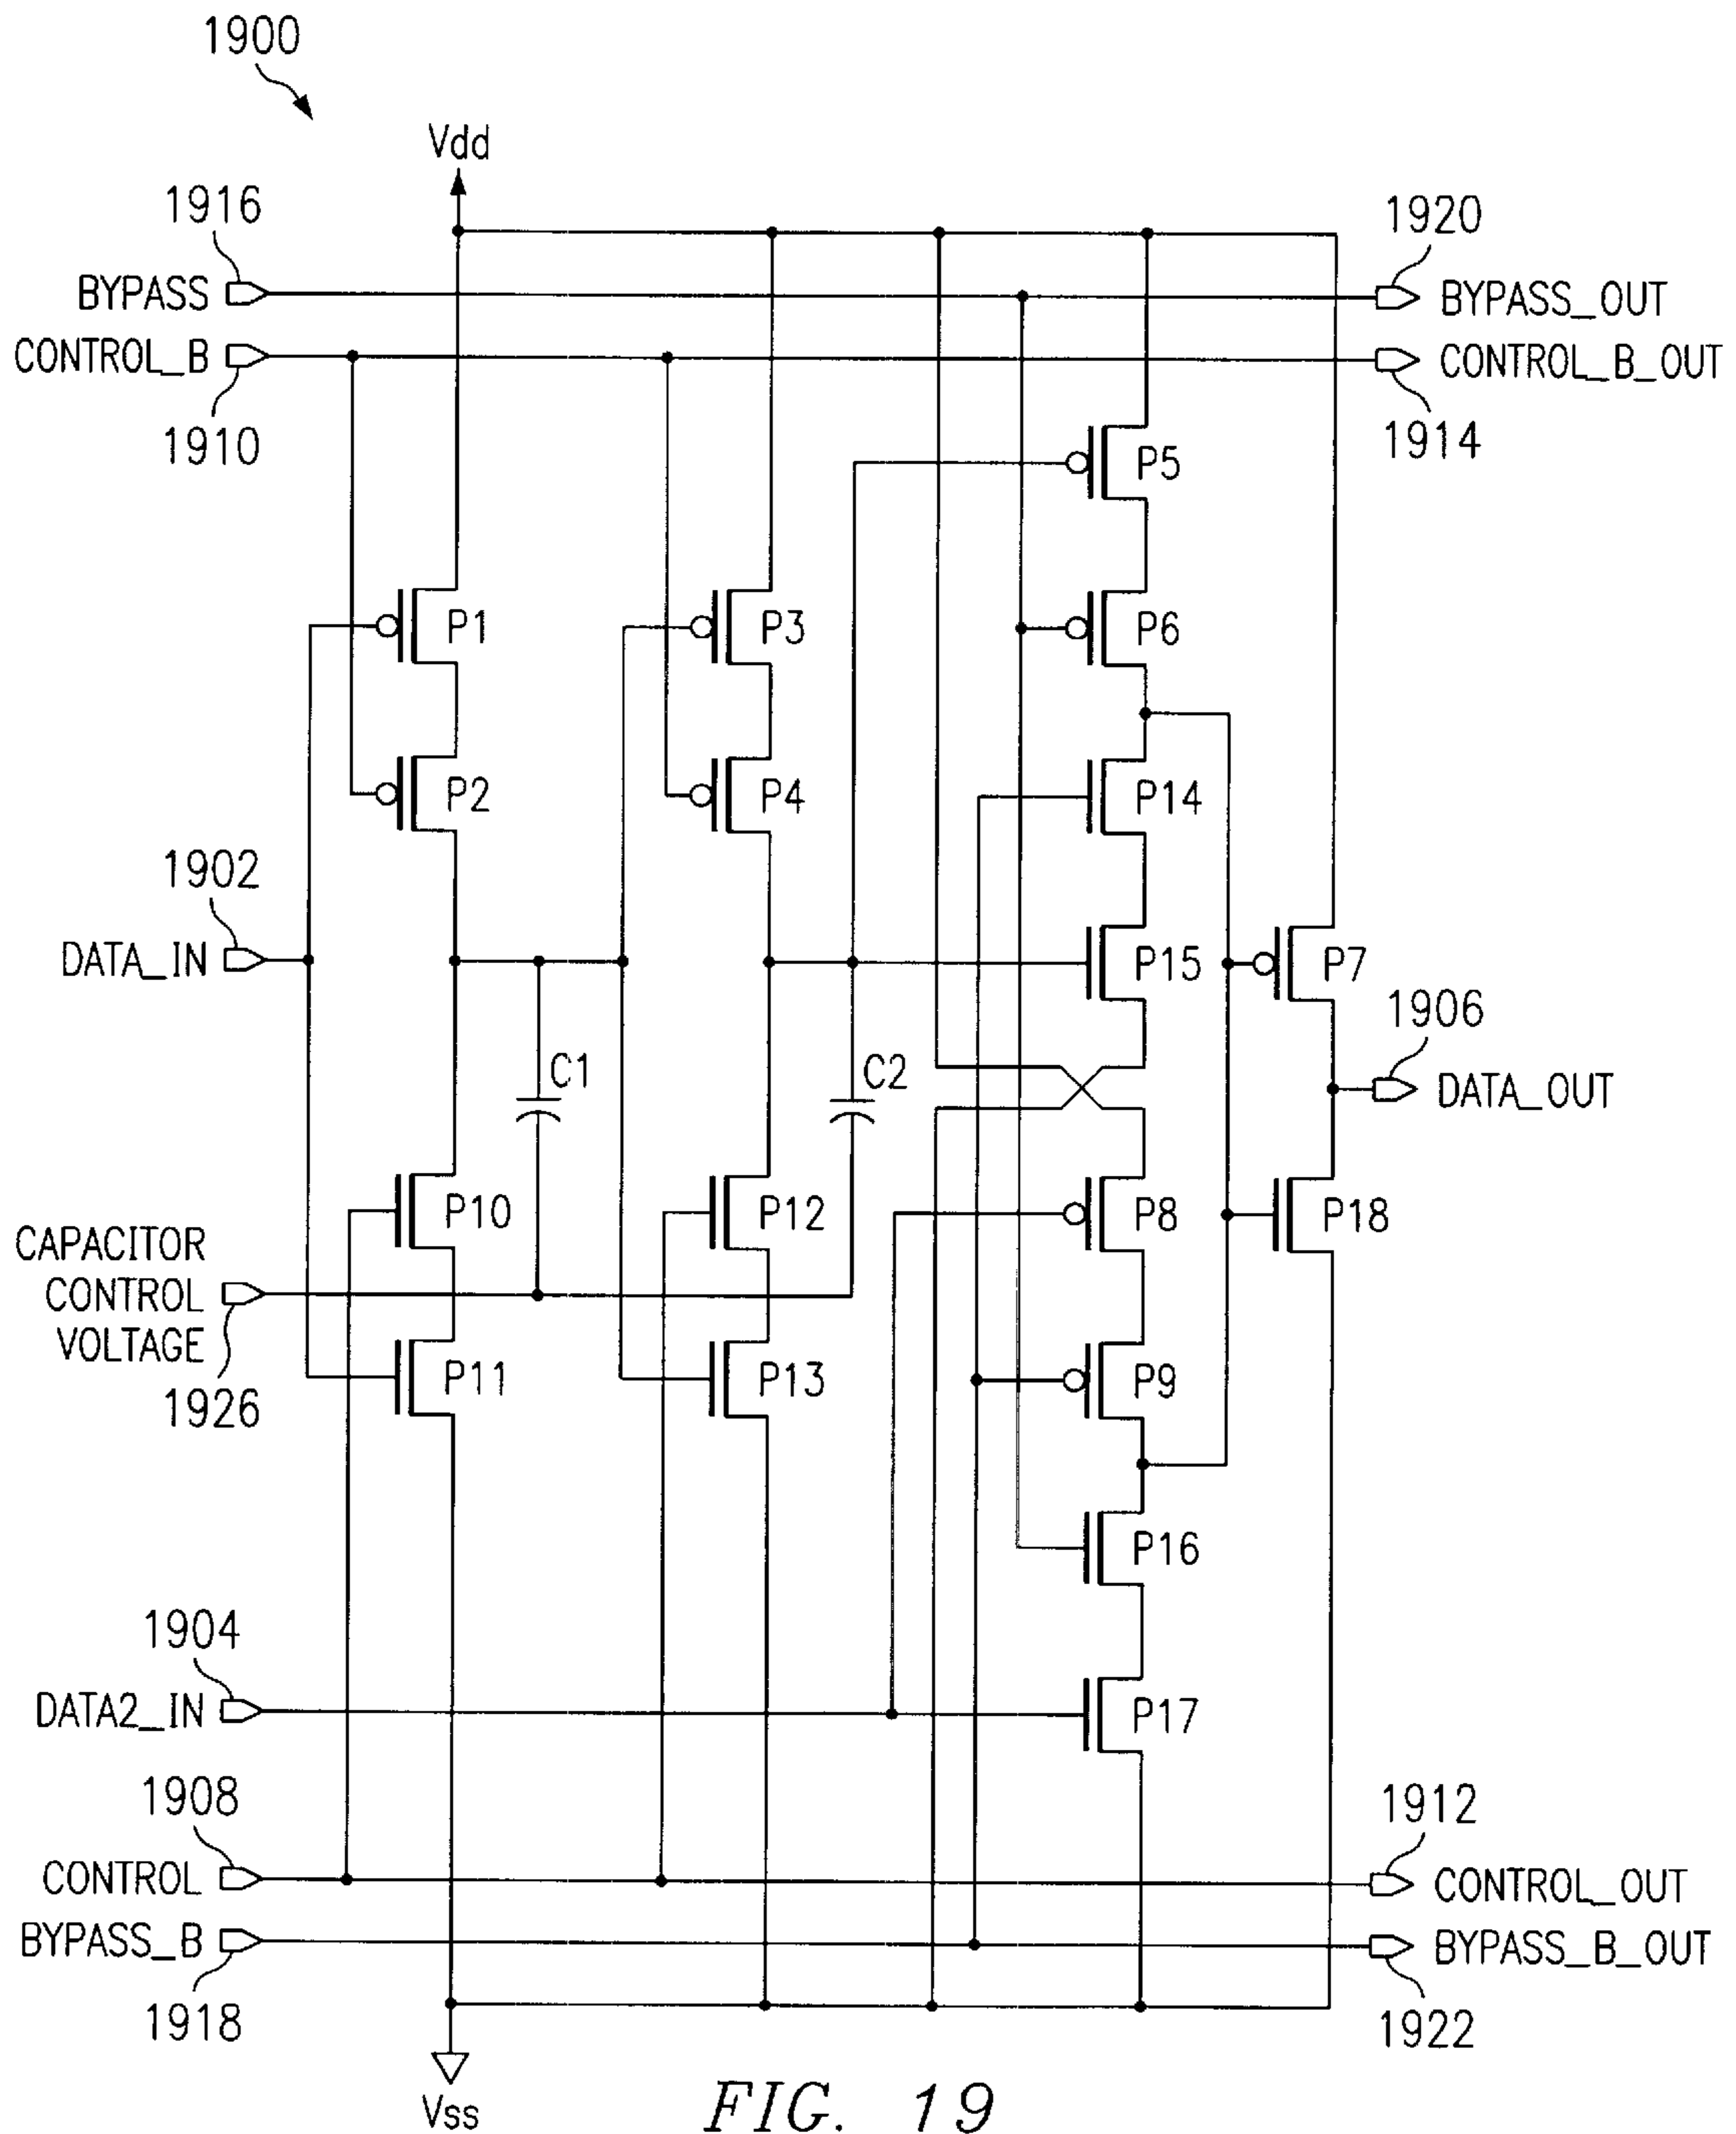 1900
Vdd
1916
1920
BYPASS
BYPASS_OUT
CONTROL_B
CONTROL_B_OUT
1910
1914
P5
P1
P3
P6
P2
P4
P14
1902
DATA_IN
P15
P7
1906
C1
C2
DATA_OUT
P10
P12
P8
P18
CAPACITOR
CONTROL
VOLTAGE
1926
P11
P13
P9
P16
1904
DATA2_IN
P17
1908
1912
CONTROL
CONTROL_OUT
BYPASS_B
BYPASS_B_OUT
1918
1922
Vss
FIG. 19